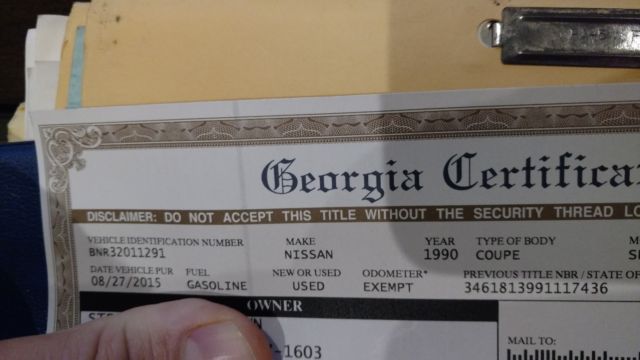 Georgia Certifica
DISCLAIMER: DO NOT ACCEPT THIS TITLE WITHOUT THE SECURITY THREAD LO
VEHICLE IDENTIFICATION NUMBER MAKE YEAR TYPE OF BODY M
BNR32011291 NISSAN 1990 COUPE
DATE VEHICLE PUR FUEL NEW OR USED ODOMETER* PREVIOUS TITLE NBR / STATE OF
08/27/2015 GASOLINE USED EXEMPT 3461813991117436
OWNER
-1603
MAIL TO: